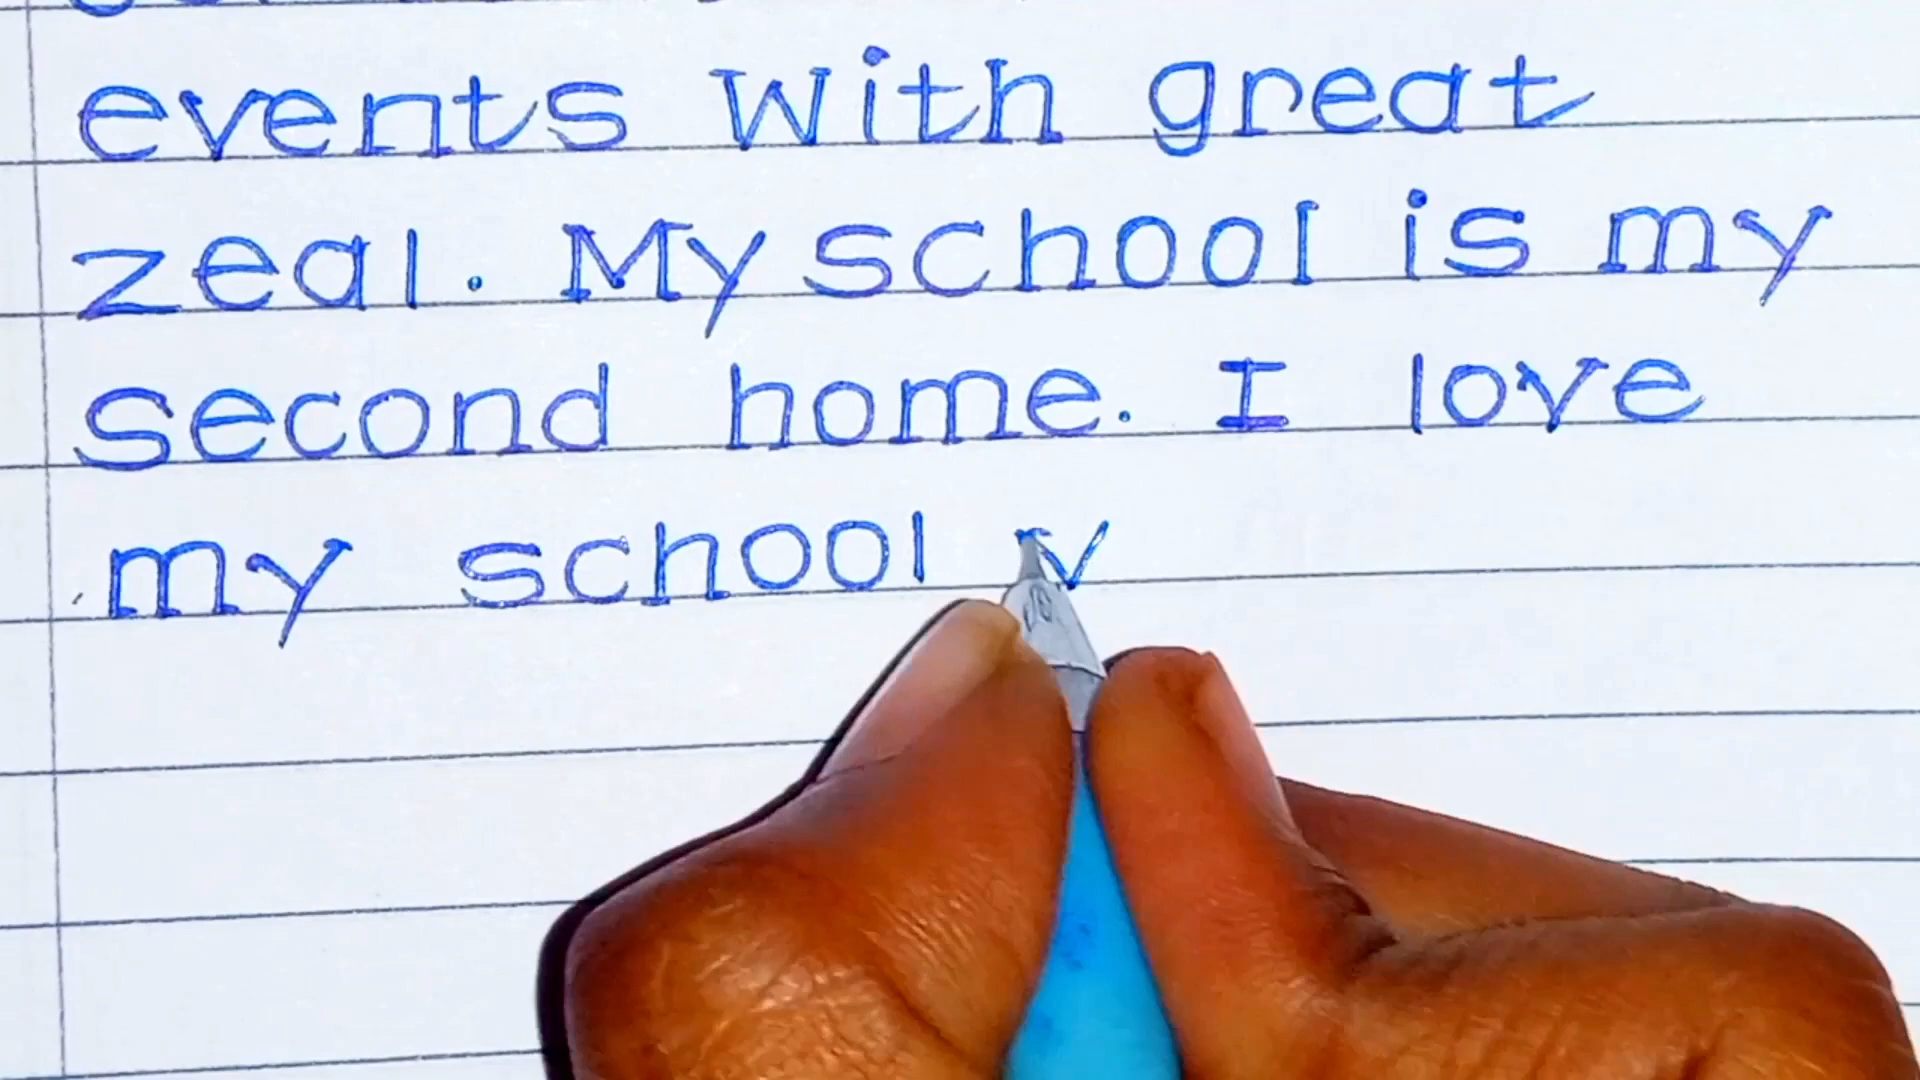 events with great
zeal. My school is my
second home. I love
my school v